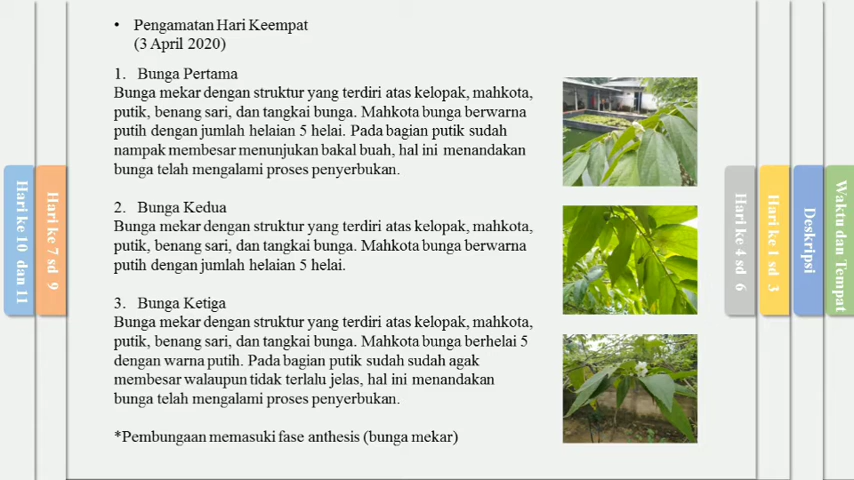 • Pengamatan Hari Keempat
(3 April 2020)
1. Bunga Pertama
Bunga mekar dengan struktur yang terdiri atas kelopak, mahkota,
putik, benang sari, dan tangkai bunga. Mahkota bunga berwarna
putih dengan jumlah helaian 5 helai. Pada bagian putik sudah
nampak membesar menunjukan bakal buah, hal ini menandakan
bunga telah mengalami proses penyerbukan.
2. Bunga Kedua
Bunga mekar dengan struktur yang terdiri atas kelopak, mahkota,
putik, benang sari, dan tangkai bunga. Mahkota bunga berwarna
putih dengan jumlah helaian 5 helai.
3. Bunga Ketiga
Bunga mekar dengan struktur yang terdiri atas kelopak, mahkota,
putik, benang sari, dan tangkai bunga. Mahkota bunga berhelai 5
dengan warna putih. Pada bagian putik sudah sudah agak
membesar walaupun tidak terlalu jelas, hal ini menandakan
bunga telah mengalami proses penyerbukan.
*Pembungaan memasuki fase anthesis (bunga mekar)
Hari ke 10 dan 11
Hari ke 7 sd 9
Hari ke 4 sd 6
Hari ke 1 sd 3
Deskripsi
Waktu dan Tempat